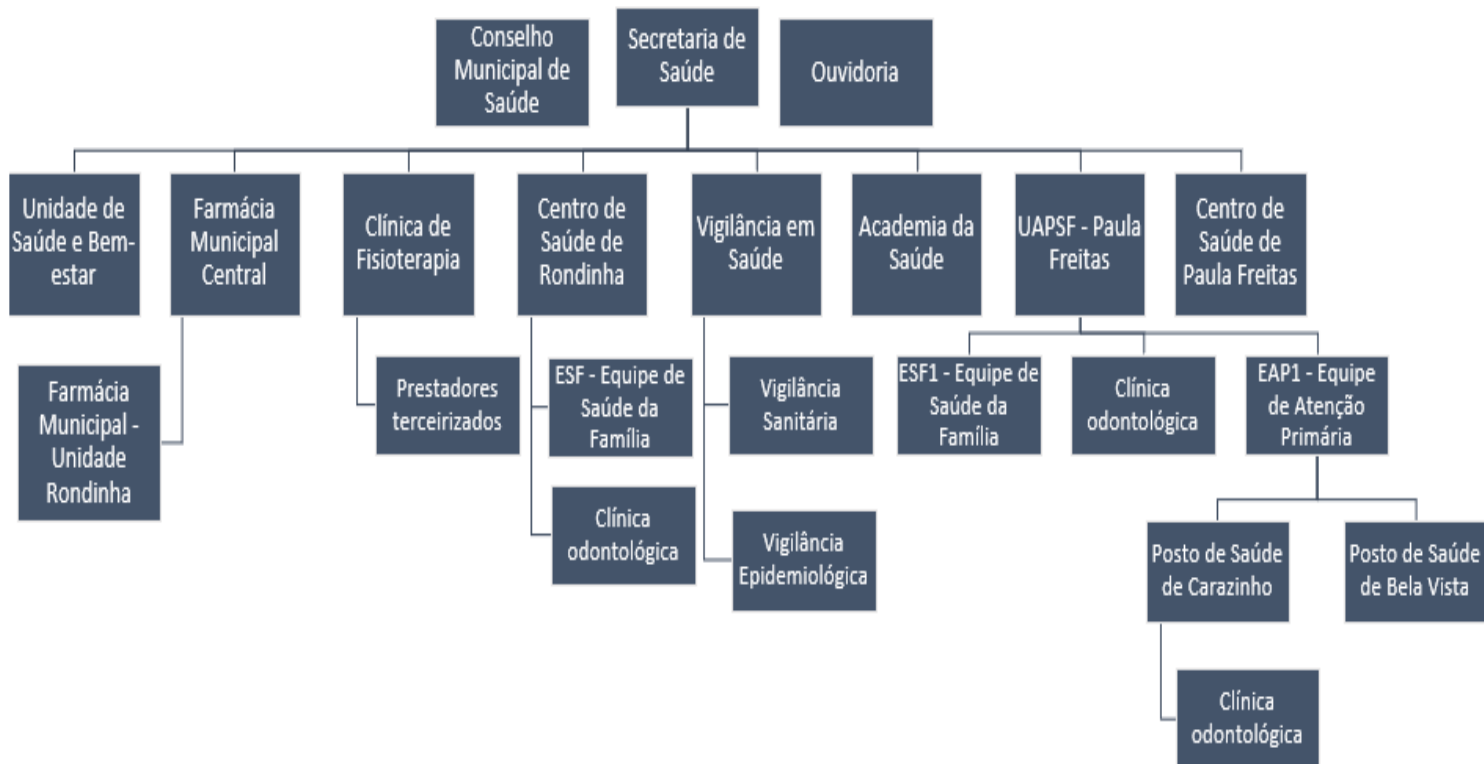 Conselho
Municipal de
Saúde
Secretaria de
Saúde
Ouvidoria
Unidade de
Saúde e Bem-
estar
Farmácia
Municipal
Central
Clínica de
Fisioterapia
Centro de
Saúde de
Rondinha
Vigilância em
Saúde
Academia da
Saúde
UAPSF - Paula
Freitas
Centro de
Saúde de
Paula Freitas
Farmácia
Municipal -
Unidade
Rondinha
Prestadores
terceirizados
ESF - Equipe de
Saúde da
Família
Clínica
odontológica
Vigilância
Sanitária
Vigilância
Epidemiológica
ESF1 - Equipe de
Saúde da
Família
Clínica
odontológica
EAP1 - Equipe
de Atenção
Primária
Posto de Saúde
de Carazinho
Posto de Saúde
de Bela Vista
Clínica
odontológica